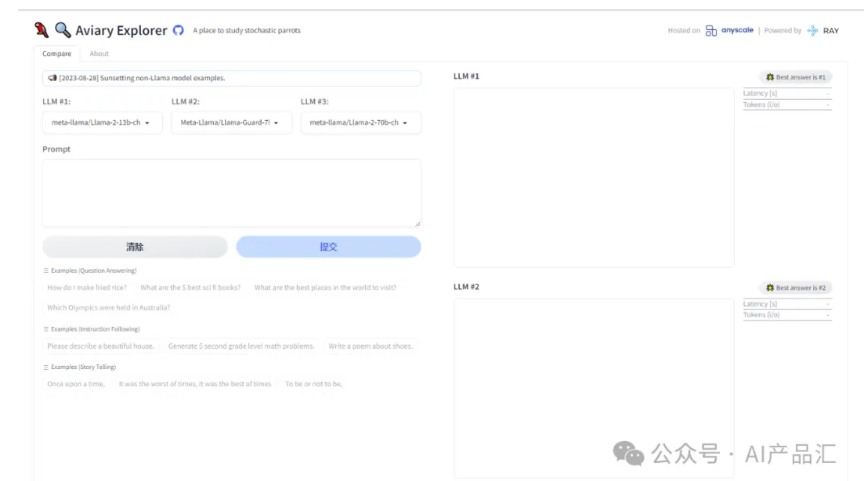 Aviary Explorer A place to study stochastic parrots
Hosted on anyscale | Powered by RAY
Compare About
[2023-08-28] Sunsetting non-Llama model examples.
LLM #1: LLM #2: LLM #3:
meta-llama/Llama-2-13b-ch Meta-Llama/Llama-Guard-7l meta-llama/Llama-2-70b-ch
Prompt
清除 提交
Examples (Question Answering)
How do I make fried rice? What are the 5 best sci fi books? What are the best places in the world to visit?
Which Olympics were held in Australia?
Examples (Instruction Following)
Please describe a beautiful house. Generate 5 second grade level math problems. Write a poem about shoes.
Examples (Story Telling)
Once upon a time, It was the worst of times, it was the best of times To be or not to be,
LLM #1 Best answer is #1
Latency [s] -
Tokens (i/o) -
LLM #2 Best answer is #2
Latency [s] -
Tokens (i/o) -
公众号 · AI产品汇